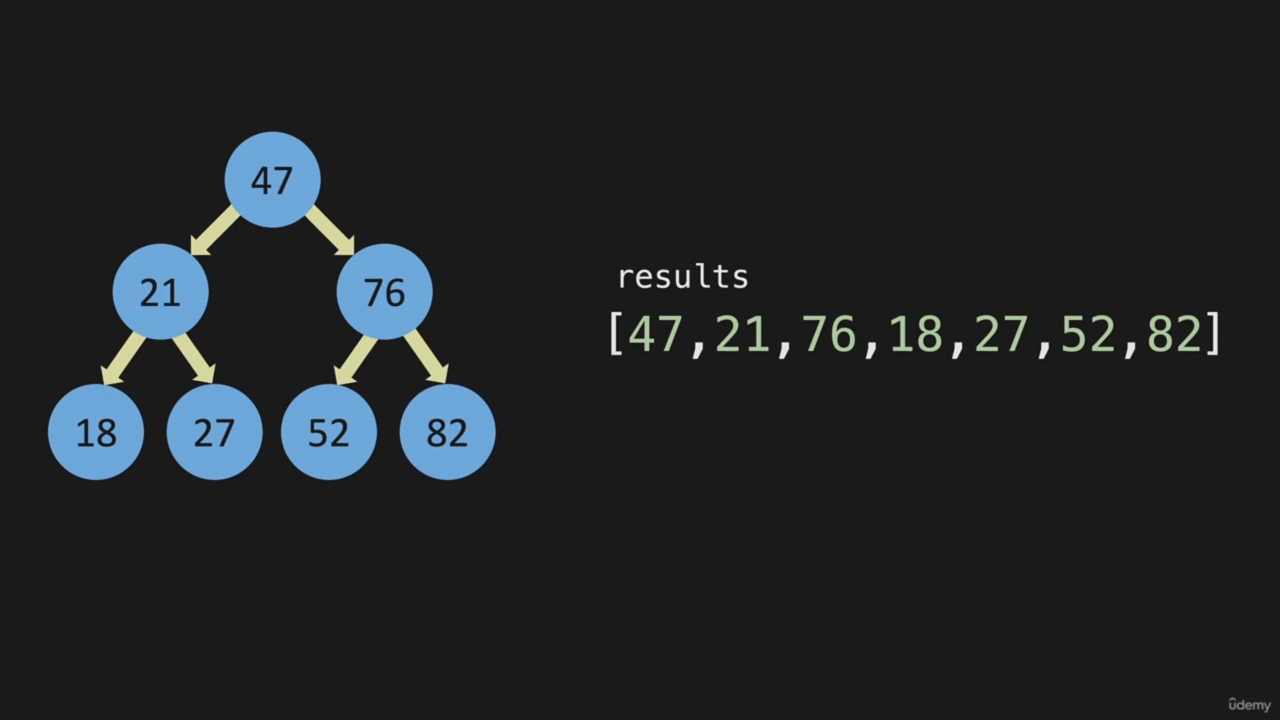 47
21 76
18 27 52 82
results
[47,21,76,18,27,52,82]
ûdemy